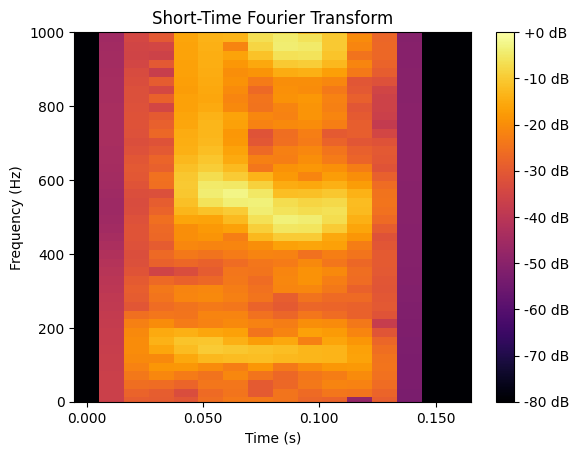 Short-Time Fourier Transform
Frequency (Hz)
1000
800
600
400
200
0
0.000
0.050
0.100
0.150
Time (s)
+0 dB
-10 dB
-20 dB
-30 dB
-40 dB
-50 dB
-60 dB
-70 dB
-80 dB